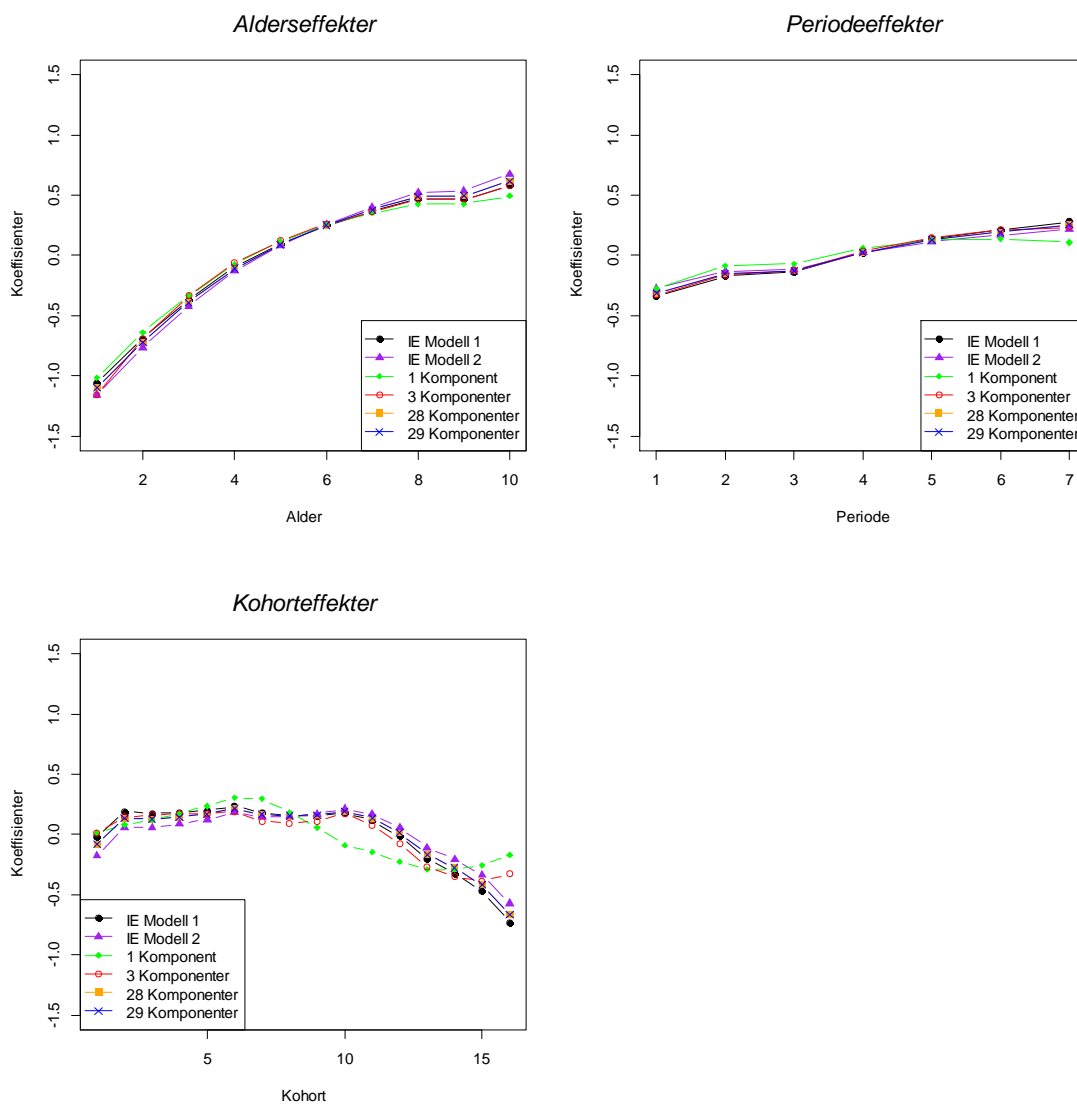 Alderseffekter
Koeffisienter
1.5
1.0
0.5
0.0
-0.5
-1.0
-1.5
IE Modell 1
IE Modell 2
1 Komponent
3 Komponenter
28 Komponenter
29 Komponenter
2 4 6 8 10
Alder
Periodeeffekter
Koeffisienter
1.5
1.0
0.5
0.0
-0.5
-1.0
-1.5
IE Modell 1
IE Modell 2
1 Komponent
3 Komponenter
28 Komponenter
29 Komponenter
1 2 3 4 5 6 7
Periode
Kohorteffekter
Koeffisienter
1.5
1.0
0.5
0.0
-0.5
-1.0
-1.5
IE Modell 1
IE Modell 2
1 Komponent
3 Komponenter
28 Komponenter
29 Komponenter
5 10 15
Kohort